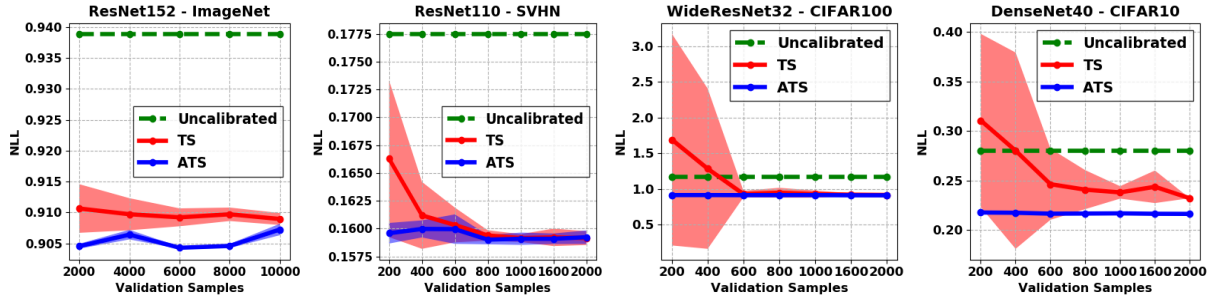 ResNet152 - ImageNet
0.940
0.935
0.930
0.925
0.920
0.915
0.910
0.905
NLL
Uncalibrated
TS
ATS
2000 4000 6000 8000 10000
Validation Samples
ResNet110 - SVHN
0.1775
0.1750
0.1725
0.1700
0.1675
0.1650
0.1625
0.1600
0.1575
NLL
Uncalibrated
TS
ATS
200 400 600 800 1000 1600 2000
Validation Samples
WideResNet32 - CIFAR100
3.0
2.5
2.0
1.5
1.0
0.5
NLL
Uncalibrated
TS
ATS
200 400 600 800 1000 1600 2000
Validation Samples
DenseNet40 - CIFAR10
0.40
0.35
0.30
0.25
0.20
NLL
Uncalibrated
TS
ATS
200 400 600 800 1000 1600 2000
Validation Samples